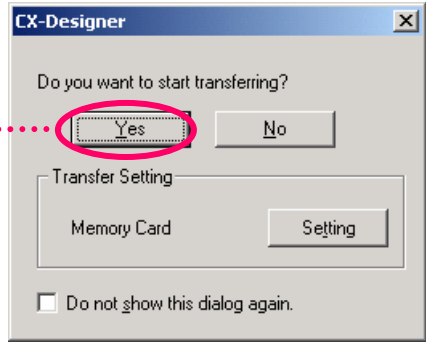 CX-Designer
Do you want to start transferring?
Yes No
Transfer Setting
Memory Card Setting
Do not show this dialog again.